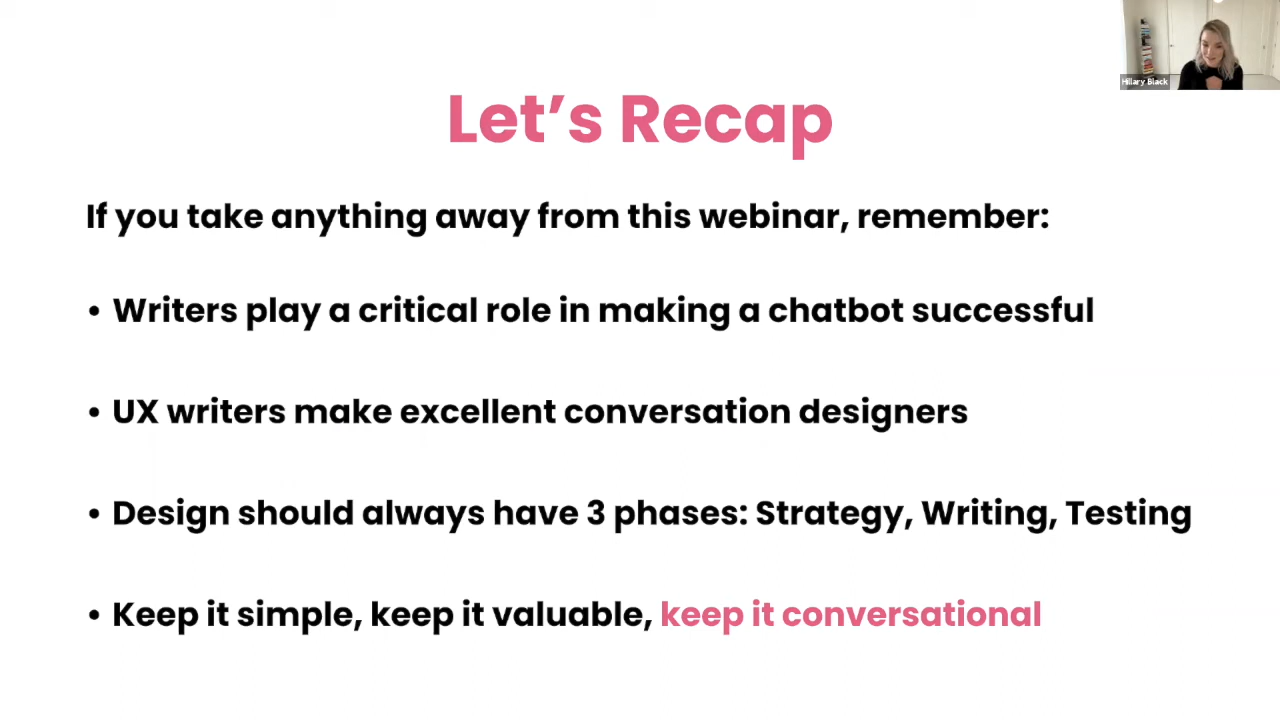 Hillary Black
Let's Recap
If you take anything away from this webinar, remember:
• Writers play a critical role in making a chatbot successful
• UX writers make excellent conversation designers
• Design should always have 3 phases: Strategy, Writing, Testing
• Keep it simple, keep it valuable, keep it conversational